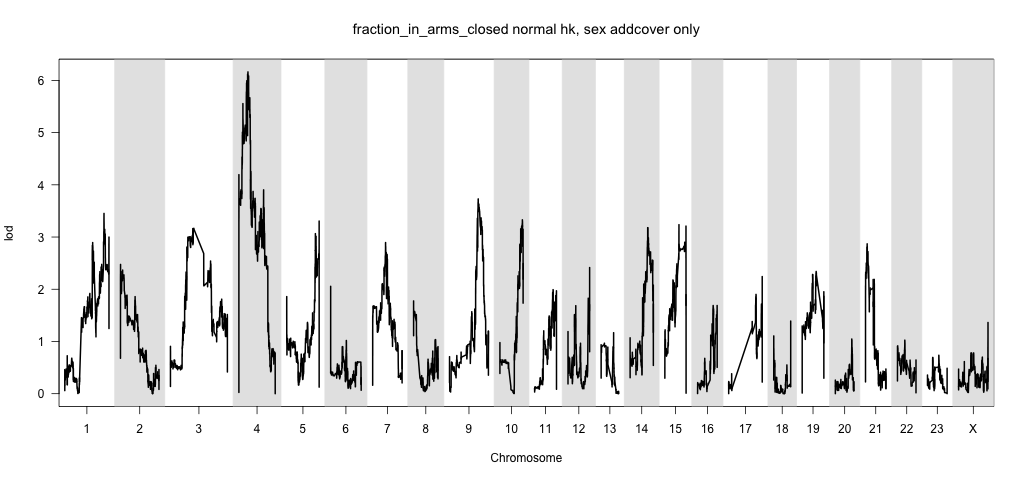 fraction_in_arms_closed normal hk, sex addcover only
lod
6
5
4
3
2
1
0
1 2 3 4 5 6 7 8 9 10 11 12 13 14 15 16 17 18 19 20 21 22 23 X
Chromosome